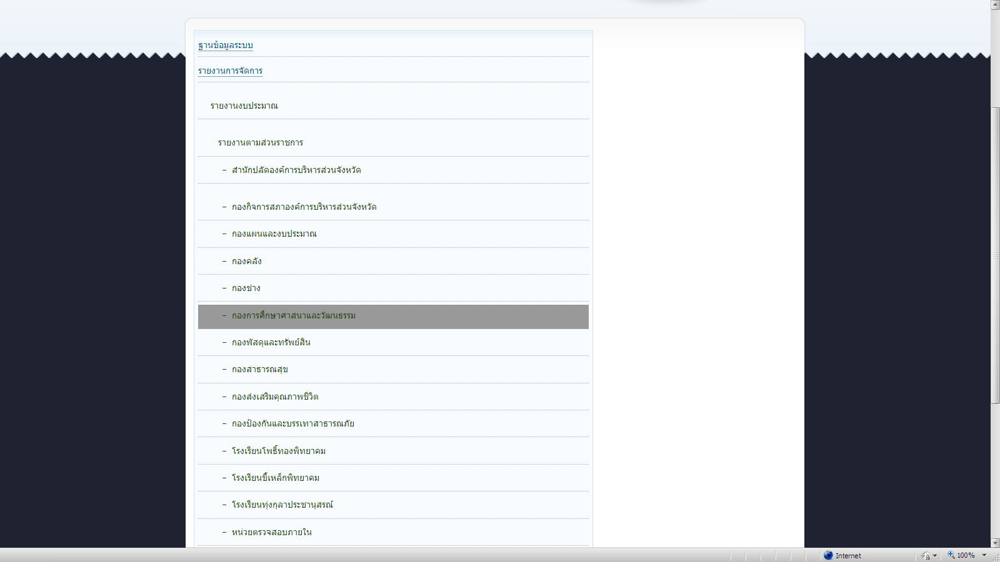 ฐานข้อมูลระบบ
รายงานการจัดการ
รายงานงบประมาณ
รายงานตามส่วนราชการ
– สำนักปลัดองค์การบริหารส่วนจังหวัด
– กองกิจการสภาองค์การบริหารส่วนจังหวัด
– กองแผนและงบประมาณ
– กองคลัง
– กองช่าง
– กองการศึกษาศาสนาและวัฒนธรรม
– กองพัสดุและทรัพย์สิน
– กองสาธารณสุข
– กองส่งเสริมคุณภาพชีวิต
– กองป้องกันและบรรเทาสาธารณภัย
– โรงเรียนโพธิ์ทองพิทยาคม
– โรงเรียนขี้เหล็กพิทยาคม
– โรงเรียนทุ่งกุลาประชานุสรณ์
– หน่วยตรวจสอบภายใน
Internet
100%